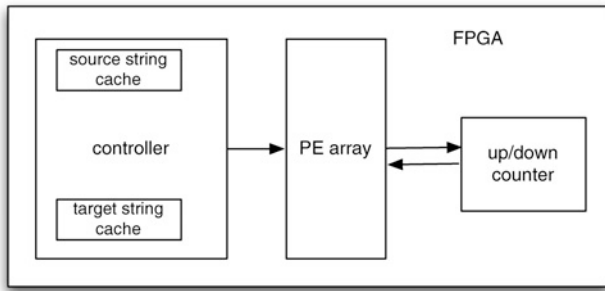 FPGA
source string
cache
controller
target string
cache
PE array
up/down
counter